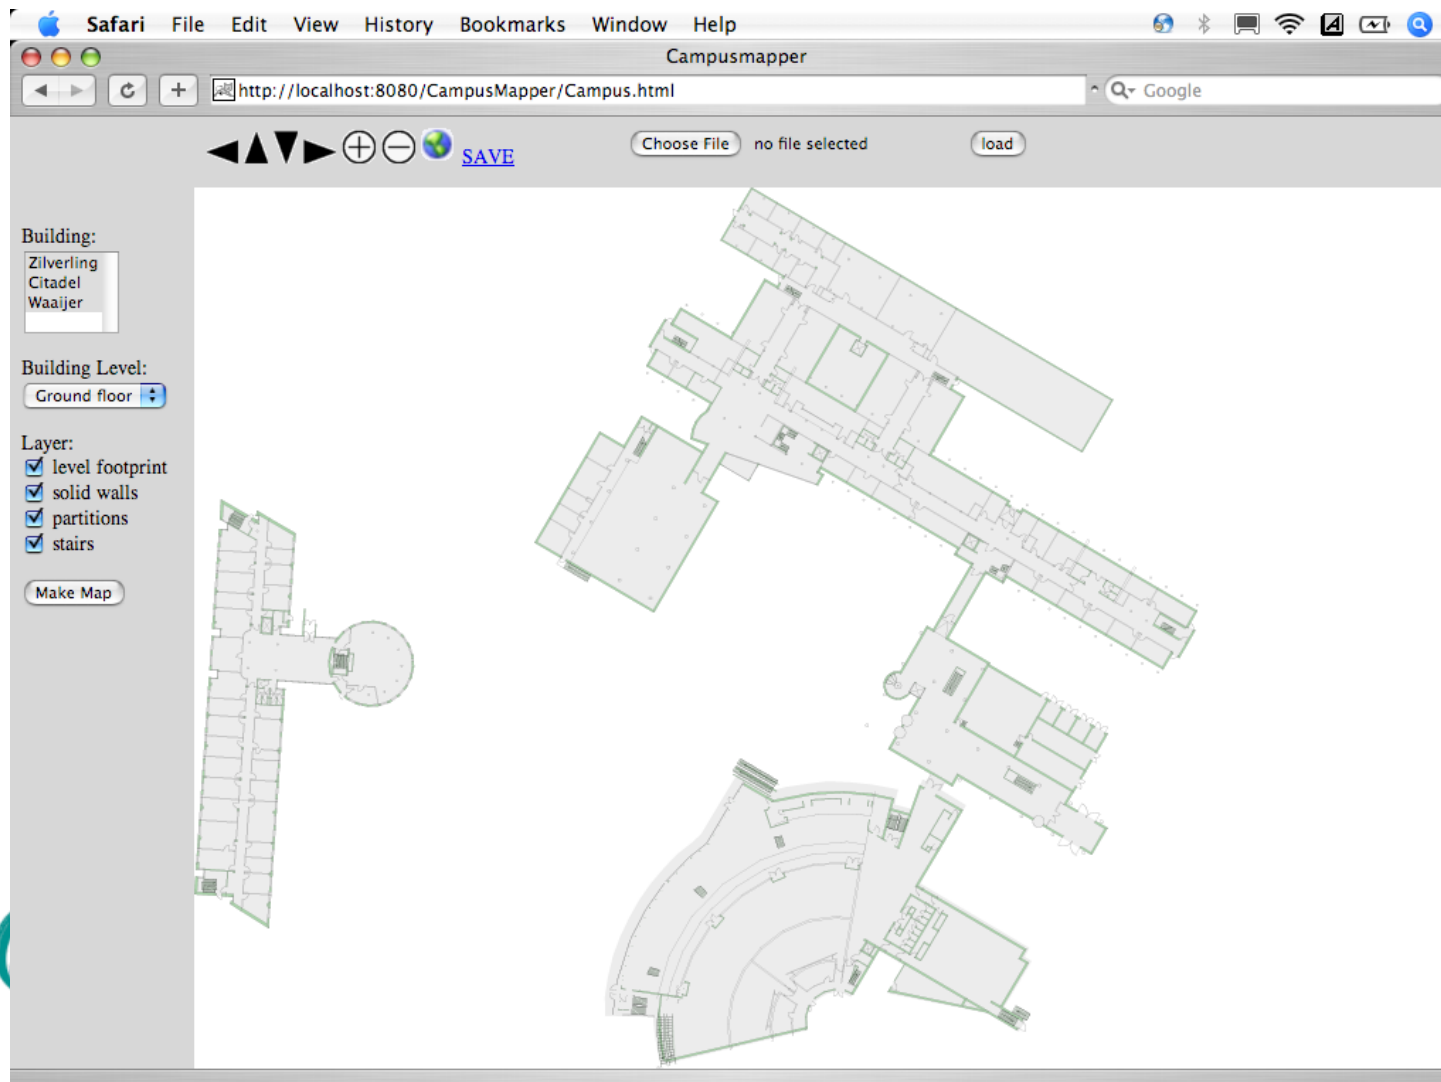 Safari File Edit View History Bookmarks Window Help
Campusmapper
http://localhost:8080/CampusMapper/Campus.html
Google
SAVE
Choose File no file selected
load
Building:
Zilverling
Citadel
Waaijer
Building Level:
Ground floor
Layer:
level footprint
solid walls
partitions
stairs
Make Map